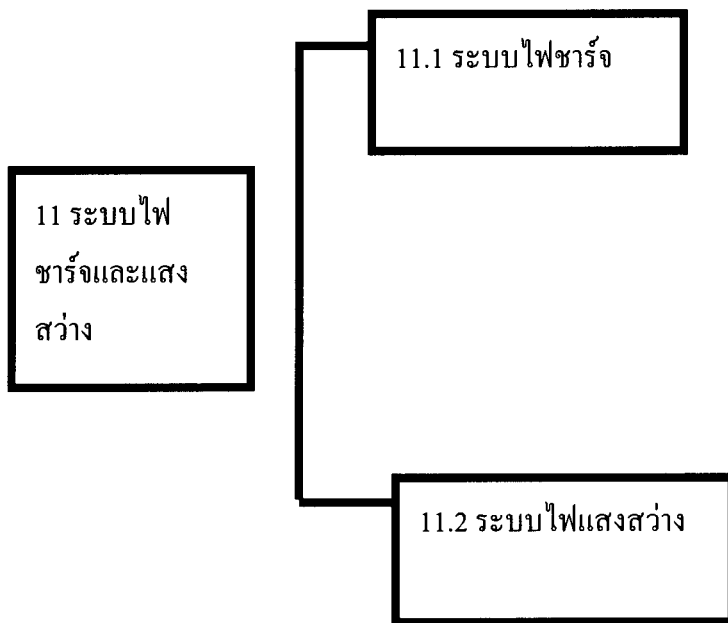 11.1 ระบบไฟชาร์จ
11 ระบบไฟ
ชาร์จและแสง
สว่าง
11.2 ระบบไฟแสงสว่าง